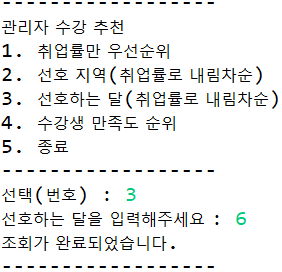 ------------------
관리자 수강 추천
1. 취업률만 우선순위
2. 선호 지역(취업률로 내림차순)
3. 선호하는 달(취업률로 내림차순)
4. 수강생 만족도 순위
5. 종료
------------------
선택(번호) : 3
선호하는 달을 입력해주세요 : 6
조회가 완료되었습니다.
------------------